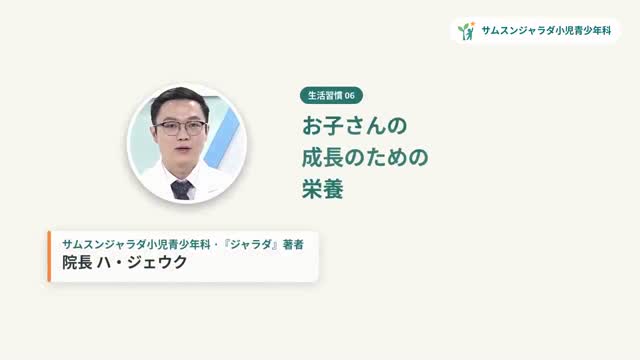 サムスンジャラダ小児青少年科
生活習慣 06
お子さんの
成長のための
栄養
サムスンジャラダ小児青少年科・『ジャラダ』著者
院長 ハ・ジェウク